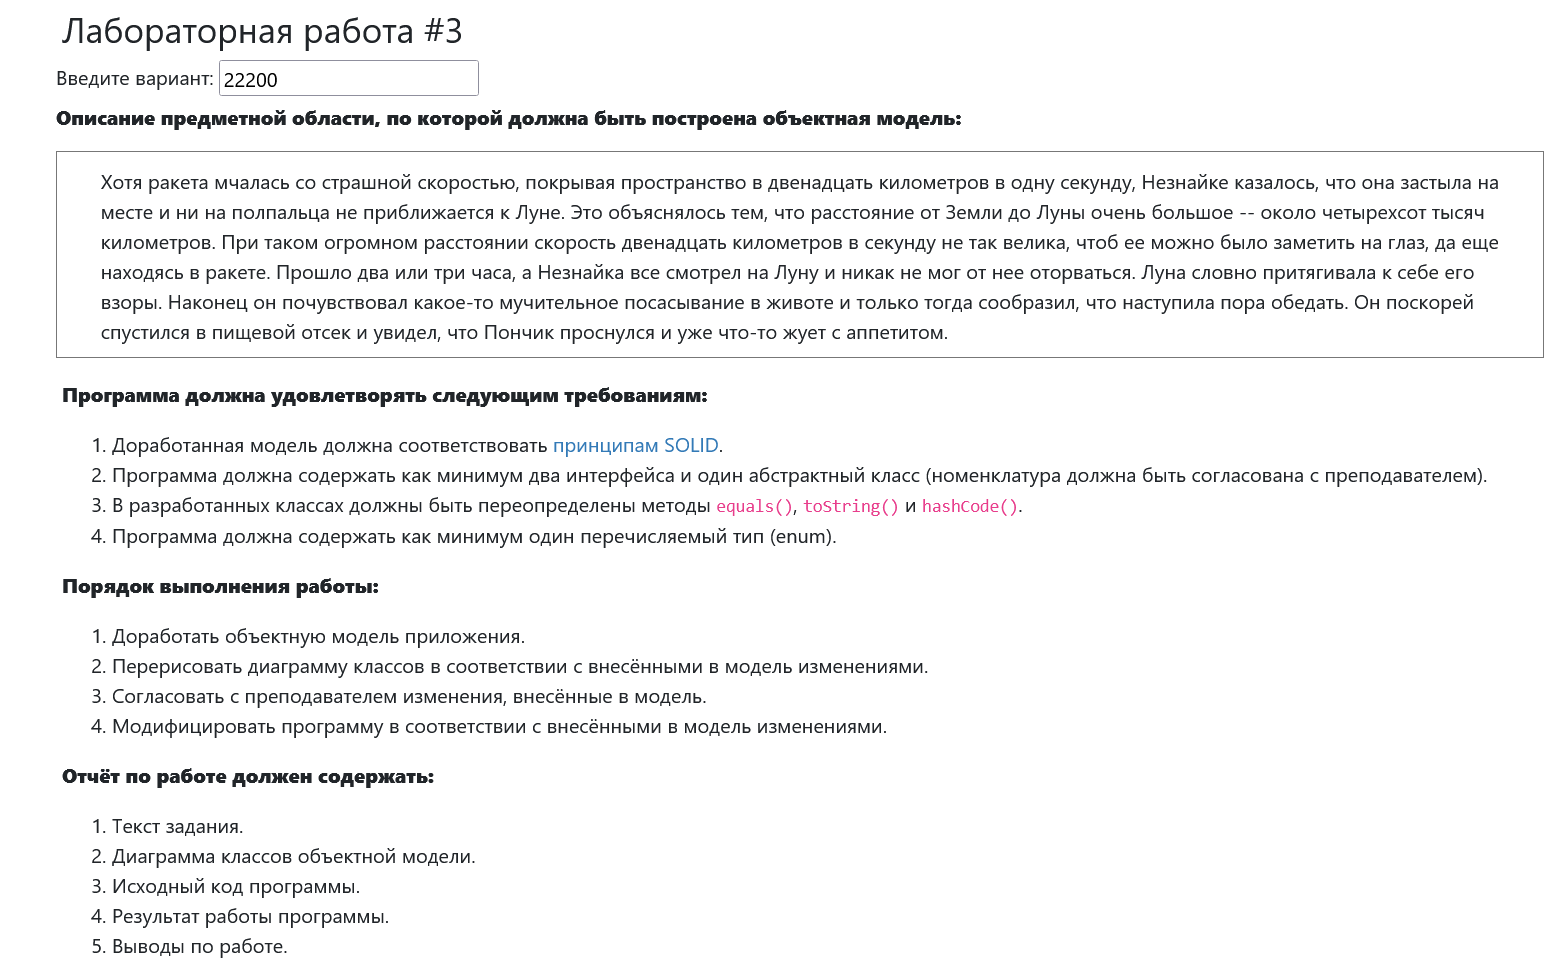 Лабораторная работа #3
Введите вариант: 22200
Описание предметной области, по которой должна быть построена объектная модель:
Хотя ракета мчалась со страшной скоростью, покрывая пространство в двенадцать километров в одну секунду, Незнайке казалось, что она застыла на
месте и ни на полпальца не приближается к Луне. Это объяснялось тем, что расстояние от Земли до Луны очень большое -- около четырехсот тысяч
километров. При таком огромном расстоянии скорость двенадцать километров в секунду не так велика, чтоб ее можно было заметить на глаз, да еще
находясь в ракете. Прошло два или три часа, а Незнайка все смотрел на Луну и никак не мог от нее оторваться. Луна словно притягивала к себе его
взоры. Наконец он почувствовал какое-то мучительное посасывание в животе и только тогда сообразил, что наступила пора обедать. Он поскорей
спустился в пищевой отсек и увидел, что Пончик проснулся и уже что-то жует с аппетитом.
Программа должна удовлетворять следующим требованиям:
1. Доработанная модель должна соответствовать принципам SOLID.
2. Программа должна содержать как минимум два интерфейса и один абстрактный класс (номенклатура должна быть согласована с преподавателем).
3. В разработанных классах должны быть переопределены методы equals(), toString() и hashCode().
4. Программа должна содержать как минимум один перечисляемый тип (enum).
Порядок выполнения работы:
1. Доработать объектную модель приложения.
2. Перерисовать диаграмму классов в соответствии с внесёнными в модель изменениями.
3. Согласовать с преподавателем изменения, внесённые в модель.
4. Модифицировать программу в соответствии с внесёнными в модель изменениями.
Отчёт по работе должен содержать:
1. Текст задания.
2. Диаграмма классов объектной модели.
3. Исходный код программы.
4. Результат работы программы.
5. Выводы по работе.